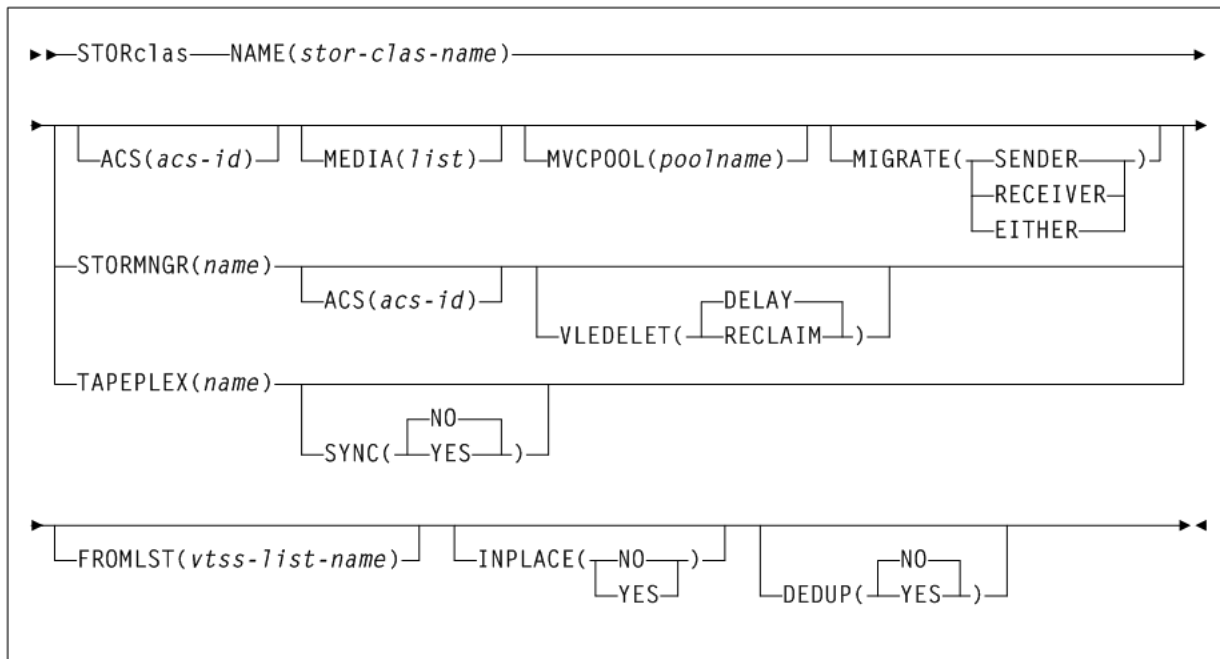 STORclas NAME(stor-clas-name)
ACS(acs-id) MEDIA(list) MVCPOOL(poolname) MIGRATE( SENDER )
RECEIVER
EITHER
STORMNGR(name)
ACS(acs-id) DELAY
VLEDELET( RECLAIM )
TAPEPLEX(name)
NO
SYNC( YES )
FROMLST(vtss-list-name) INPLACE( NO ) NO
YES DEDUP( YES )